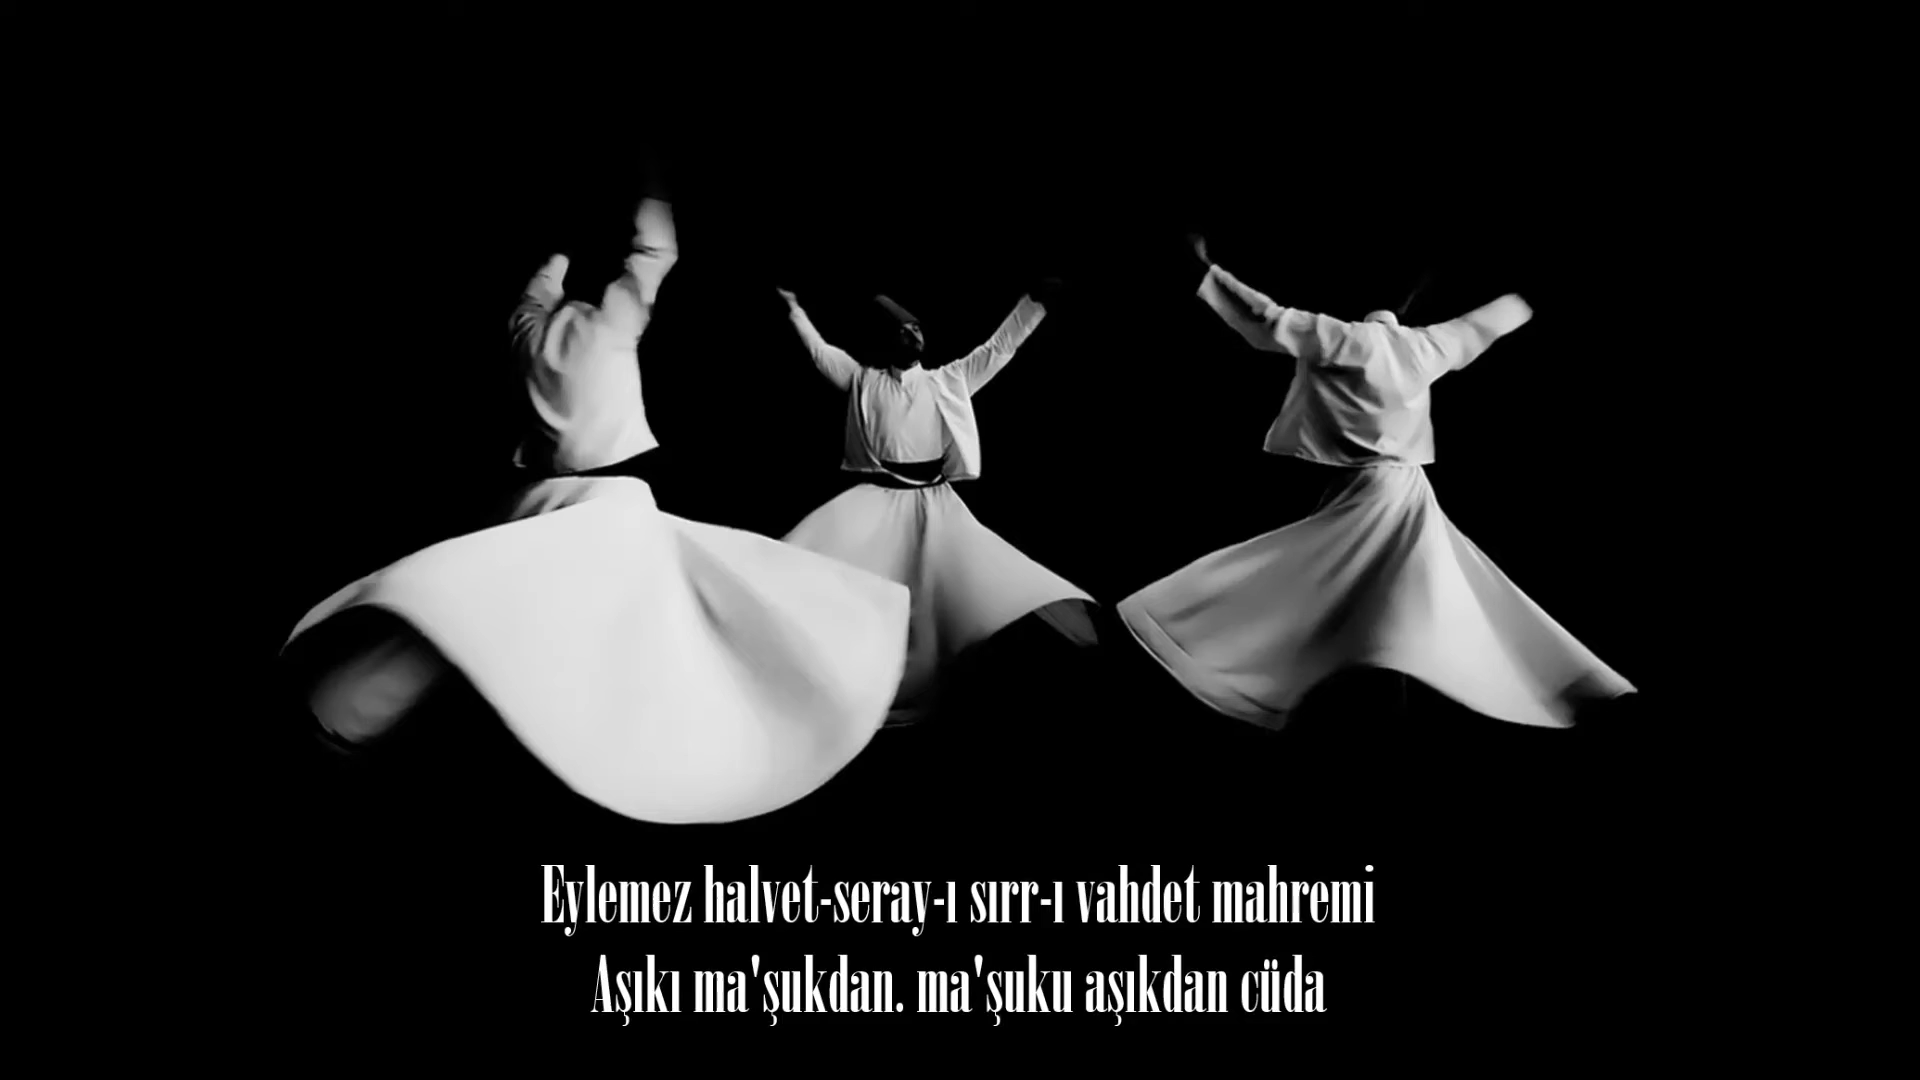 Eylemez halvet-seray-ı sırr-ı vahdet mahremi
Aşıkı ma'şukdan. ma'şuku aşıkdan cüda